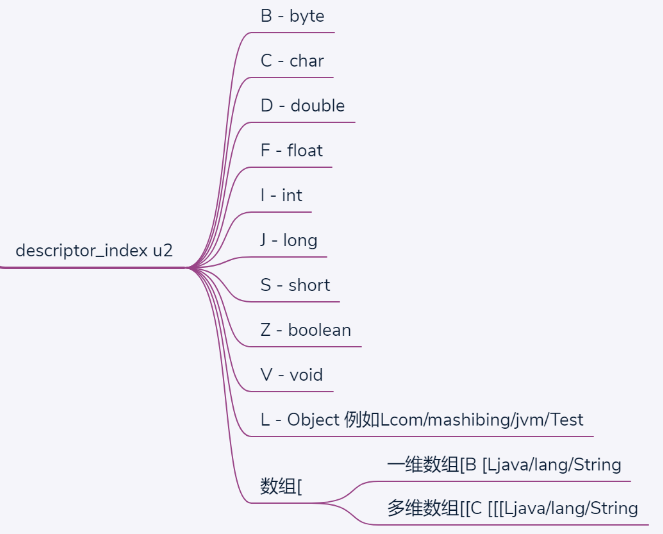 B - byte
C - char
D - double
F - float
I - int
descriptor_index u2
J - long
S - short
Z - boolean
V - void
L - Object 例如Lcom/mashibing/jvm/Test
数组[
一维数组[B [Ljava/lang/String
多维数组[[C [[[Ljava/lang/String